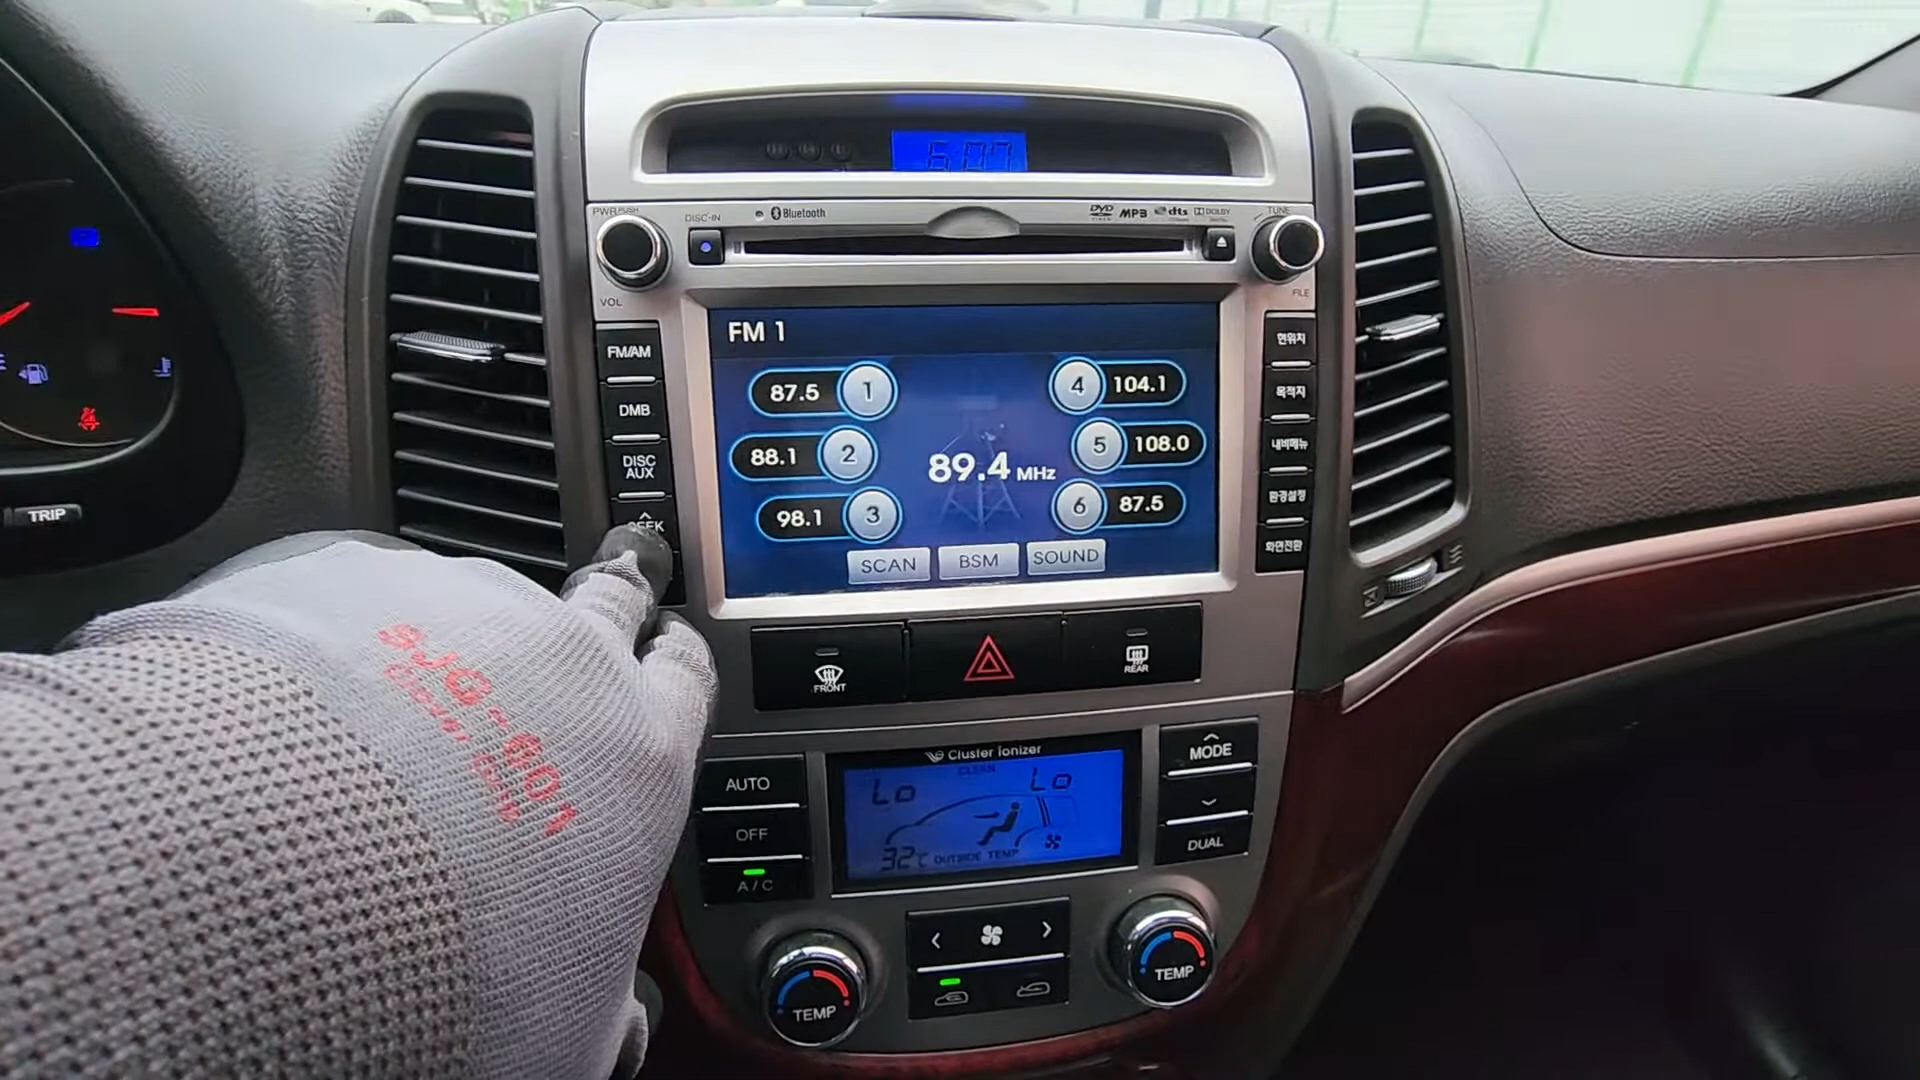 6:07
PWR PUSH
DISC-IN
Bluetooth
DVD
VIDEO
MP3
dts
DOLBY
TUNE
VOL
FILE
FM/AM
DMB
DISC
AUX
SEEK
TRIP
FM 1
87.5 1
88.1 2
98.1 3
89.4 MHz
4 104.1
5 108.0
6 87.5
SCAN
BSM
SOUND
현위치
목적지
내비메뉴
환경설정
화면전환
FRONT
REAR
SJG-601
Cluster ionizer
CLEAN
Lo
Lo
32℃ OUTSIDE TEMP
AUTO
OFF
A/C
MODE
DUAL
TEMP
TEMP